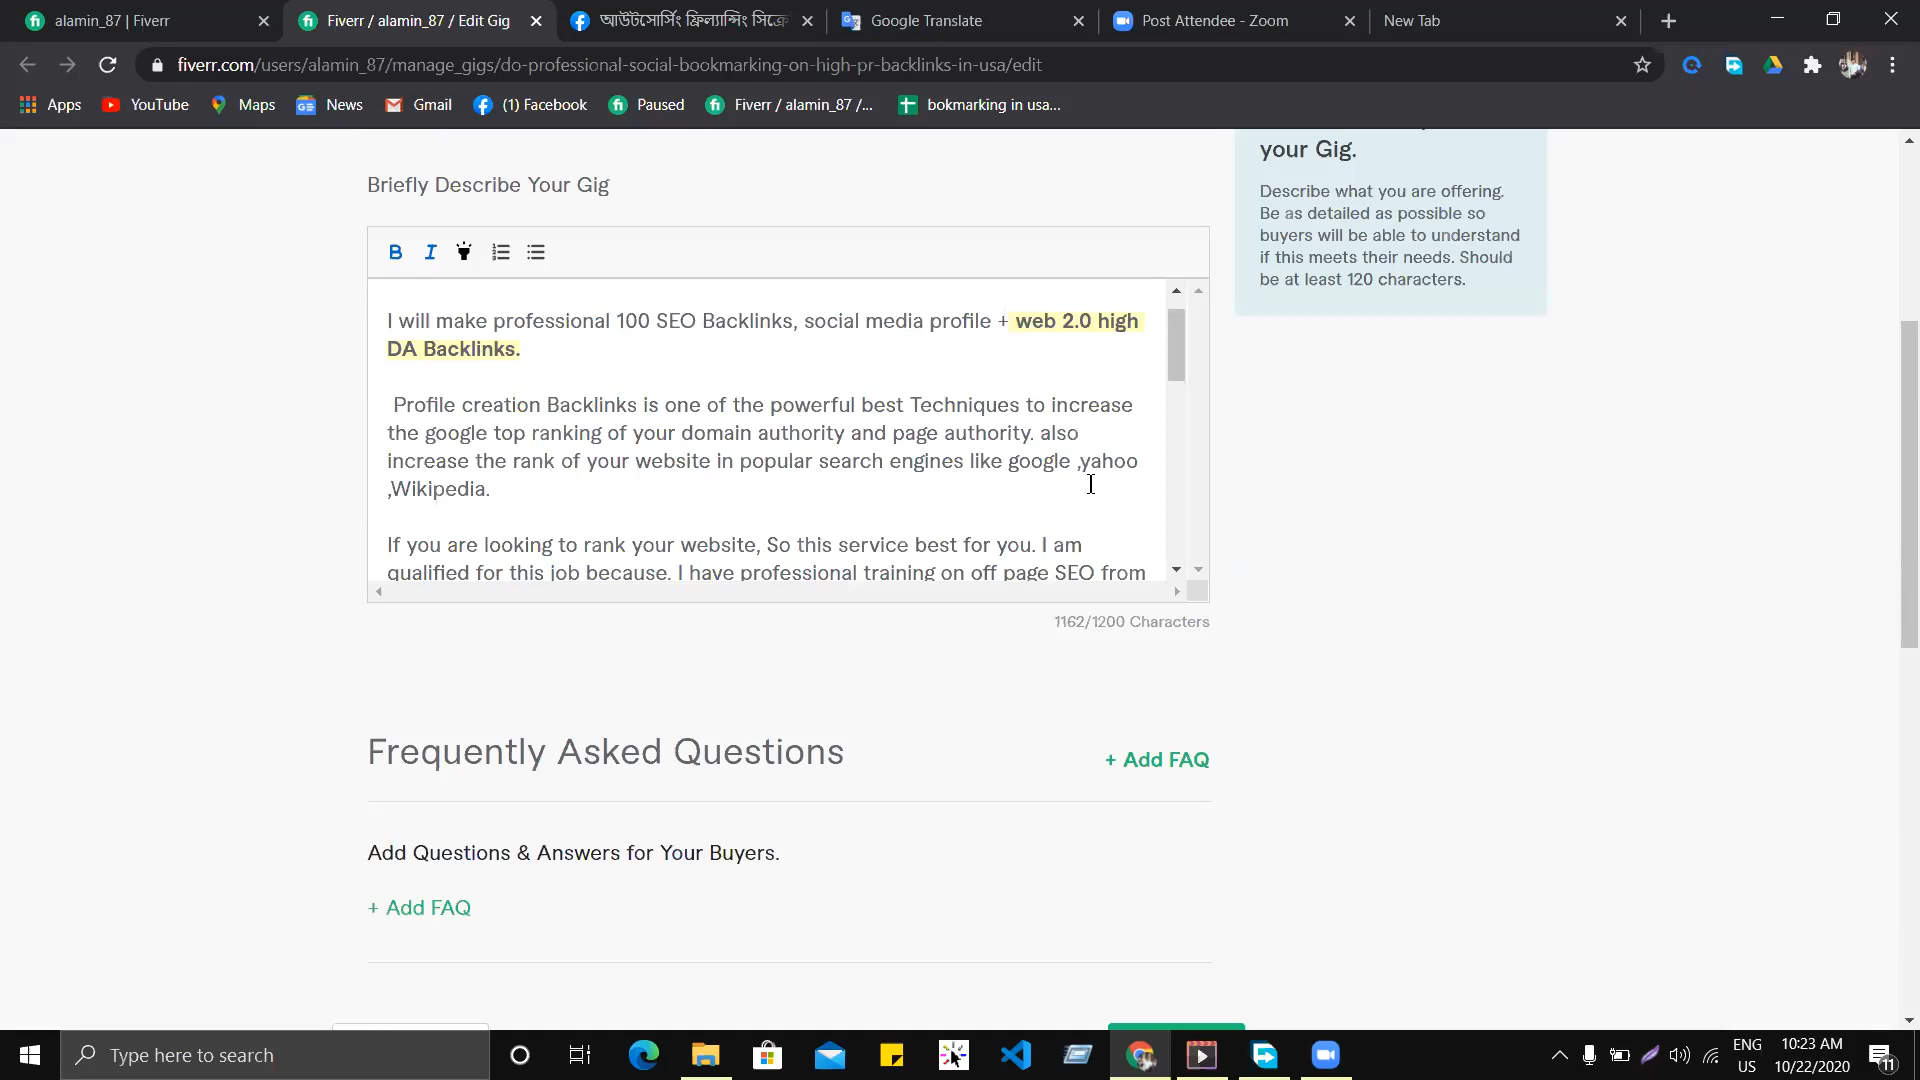 alamin_87 | Fiverr
Fiverr / alamin_87 / Edit Gig
আউটসোর্সিং ফ্রিল্যান্সিং সিক্রে
Google Translate
Post Attendee - Zoom
New Tab
fiverr.com/users/alamin_87/manage_gigs/do-professional-social-bookmarking-on-high-pr-backlinks-in-usa/edit
Apps
YouTube
Maps
News
Gmail
(1) Facebook
Paused
Fiverr / alamin_87 /...
bokmarking in usa...
your Gig.
Describe what you are offering.
Be as detailed as possible so
buyers will be able to understand
if this meets their needs. Should
be at least 120 characters.
Briefly Describe Your Gig
B I
I will make professional 100 SEO Backlinks, social media profile + web 2.0 high
DA Backlinks.
Profile creation Backlinks is one of the powerful best Techniques to increase
the google top ranking of your domain authority and page authority. also
increase the rank of your website in popular search engines like google ,yahoo
,Wikipedia.
If you are looking to rank your website, So this service best for you. I am
qualified for this job because. I have professional training on off page SEO from
1162/1200 Characters
Frequently Asked Questions
+ Add FAQ
Add Questions & Answers for Your Buyers.
+ Add FAQ
Type here to search
ENG
US
10:23 AM
10/22/2020
11